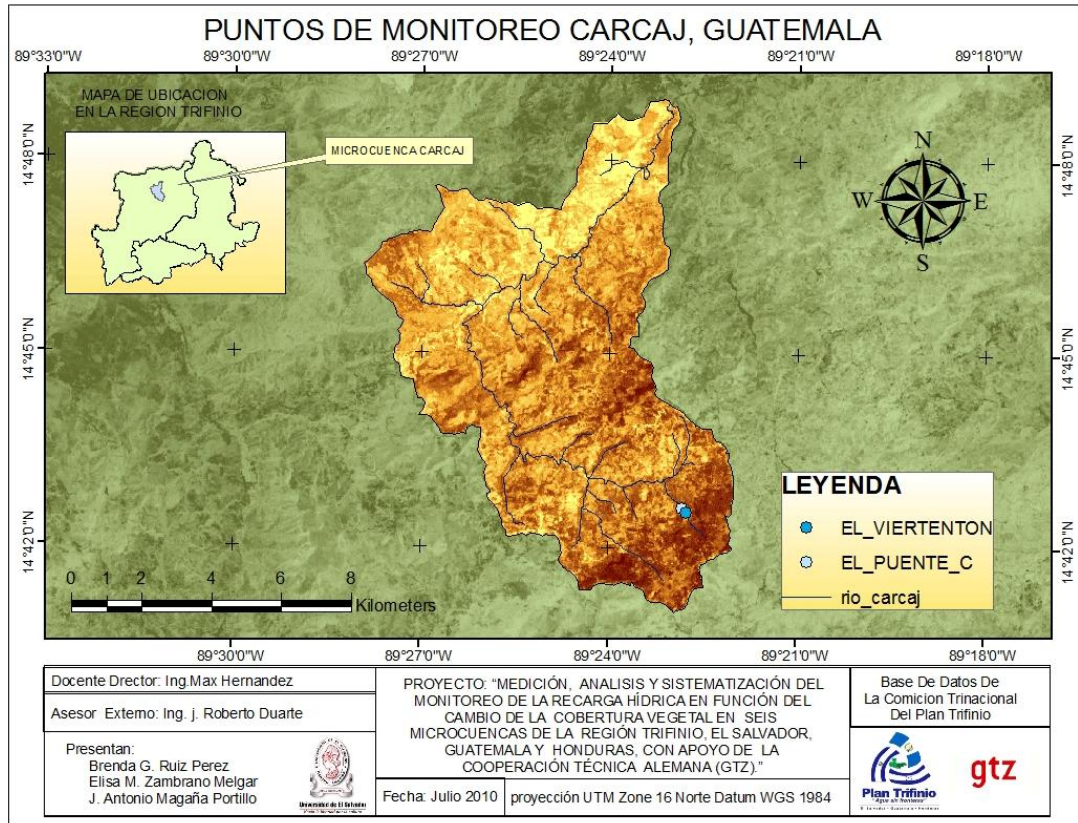 PUNTOS DE MONITOREO CARCAJ, GUATEMALA
89°33'0"W
89°30'0"W
89°27'0"W
89°24'0"W
89°21'0"W
89°18'0"W
MAPA DE UBICACION
EN LA REGION TRIFINIO
MICROCUENCA CARCAJ
N
W
E
S
14°48'0"N
14°48'0"N
14°45'0"N
14°45'0"N
14°42'0"N
14°42'0"N
LEYENDA
EL_VIERTENTON
EL_PUENTE_C
rio_carcaj
0 1 2 4 6 8
Kilometers
89°30'0"W
89°27'0"W
89°24'0"W
89°21'0"W
89°18'0"W
Docente Director: Ing.Max Hernandez
Asesor Externo: Ing. j. Roberto Duarte
Presentan:
Brenda G. Ruiz Perez
Elisa M. Zambrano Melgar
J. Antonio Magaña Portillo
Universidad de El Salvador
PROYECTO: "MEDICIÓN, ANALISIS Y SISTEMATIZACIÓN DEL
MONITOREO DE LA RECARGA HÍDRICA EN FUNCIÓN DEL
CAMBIO DE LA COBERTURA VEGETAL EN SEIS
MICROCUENCAS DE LA REGIÓN TRIFINIO, EL SALVADOR,
GUATEMALA Y HONDURAS, CON APOYO DE LA
COOPERACIÓN TÉCNICA ALEMANA (GTZ)."
Fecha: Julio 2010
proyección UTM Zone 16 Norte Datum WGS 1984
Base De Datos De
La Comicion Trinacional
Del Plan Trifinio
Plan Trifinio
"Agua sin fronteras"
gtz